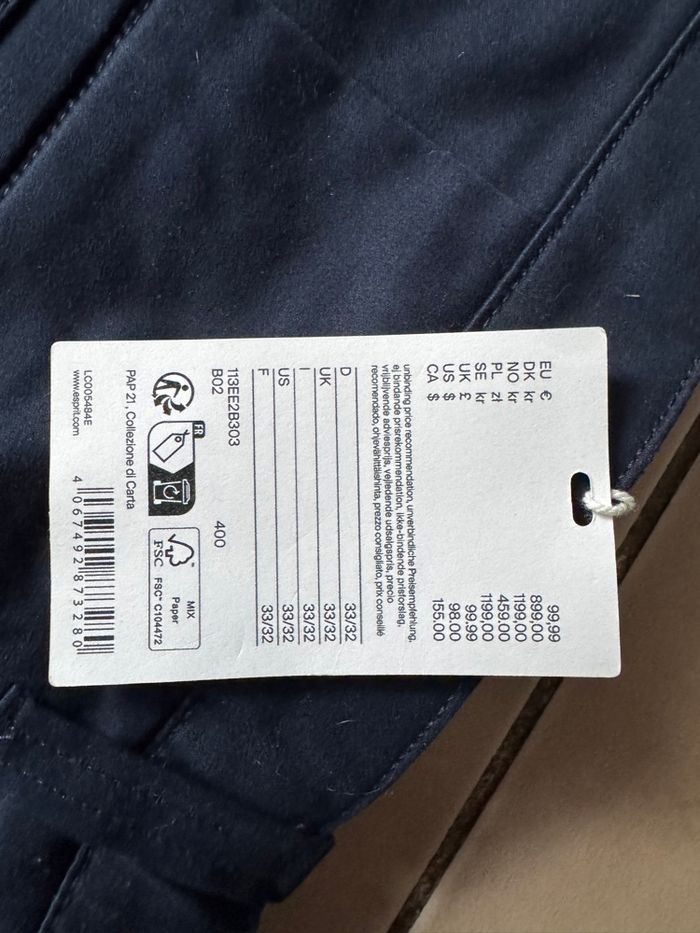 EU € 99,99
DK kr 899,00
NO kr 1199,00
PL zł 459.00
SE kr 1199,00
UK £ 99.99
US $ 98.00
CA $ 155.00
unbinding price recommendation, unverbindliche Preisempfehlung,
ej bindande prisrekommendation, ikke-bindende prisforslag,
vrijblijvende adviesprijs, vejledende udsalgspris, precio
recomendado, ohjevähittäishinta, prezzo consigliato, prix conseillé
D 33/32
UK 33/32
I 33/32
US 33/32
F 33/32
113EE2B303 400
B02
FR
MIX
Paper
FSC FSC™ C104472
PAP 21, Collezione di Carta
4 067492 873280
LC005484E
www.esprit.com